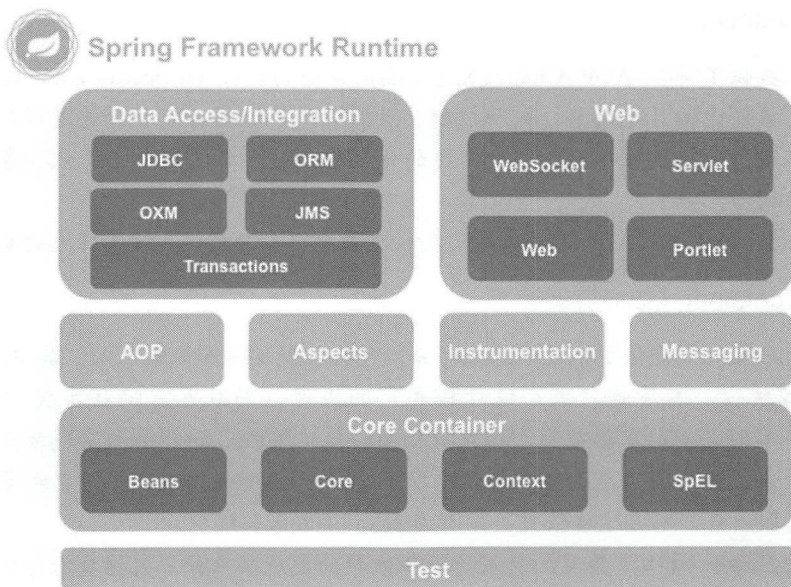 Spring Framework Runtime
Data Access/Integration
JDBC ORM
OXM JMS
Transactions
Web
WebSocket Servlet
Web Portlet
AOP Aspects Instrumentation Messaging
Core Container
Beans Core Context SpEL
Test